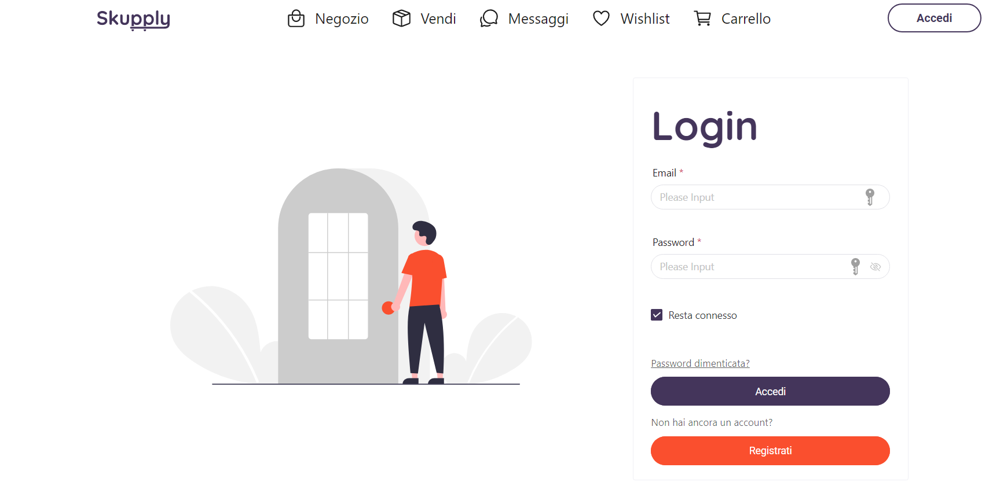 Skupply
Negozio
Vendi
Messaggi
Wishlist
Carrello
Accedi
Login
Email *
Please Input
Password *
Please Input
Resta connesso
Password dimenticata?
Accedi
Non hai ancora un account?
Registrati